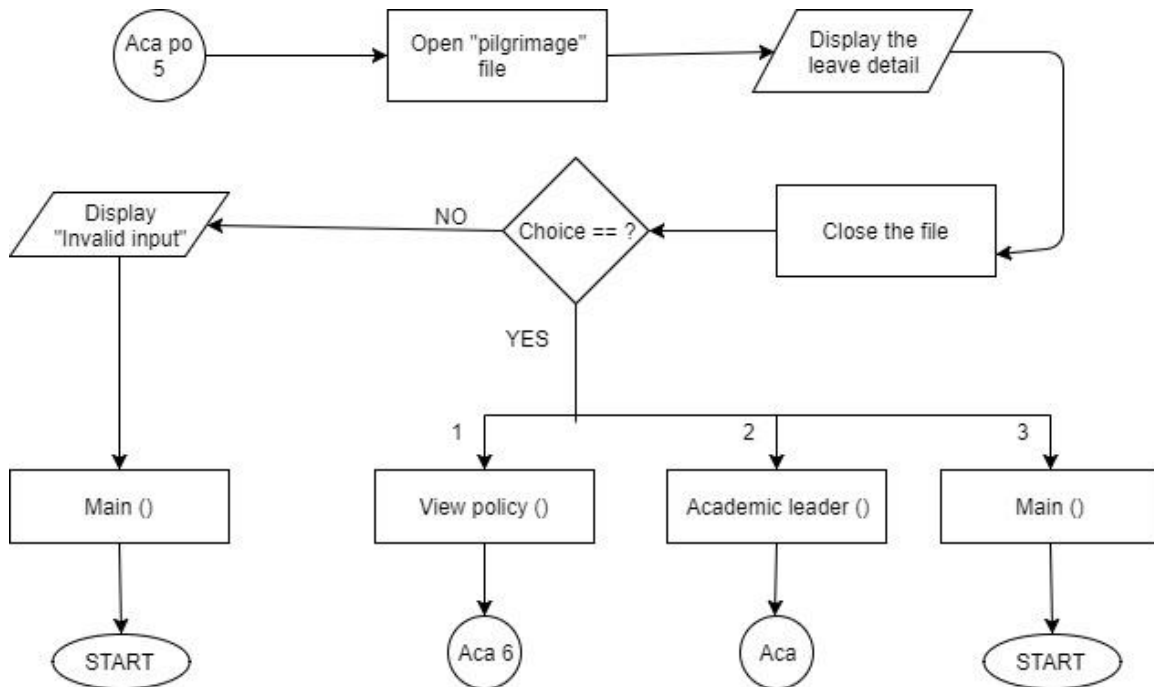 Aca po
5
Open "pilgrimage"
file
Display the
leave detail
Display
"Invalid input"
NO
Choice == ?
Close the file
YES
1
2
3
Main ()
View policy ()
Academic leader ()
Main ()
START
Aca 6
Aca
START